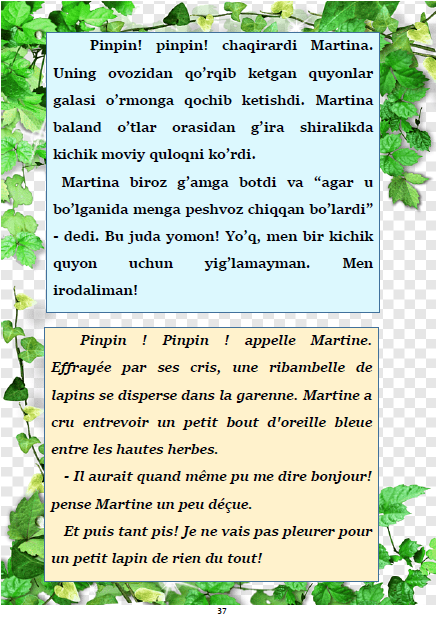 Pinpin! pinpin! chaqirardi Martina.
Uning ovozidan qo’rqib ketgan quyonlar
galasi o’rmonga qochib ketishdi. Martina
baland o’tlar orasidan g’ira shiralikda
kichik moviy quloqni ko’rdi.
Martina biroz g’amga botdi va “agar u
bo’lganida menga peshvoz chiqqan bo’lardi”
- dedi. Bu juda yomon! Yo’q, men bir kichik
quyon uchun yig’lamayman. Men
irodaliman!
Pinpin ! Pinpin ! appelle Martine.
Effrayée par ses cris, une ribambelle de
lapins se disperse dans la garenne. Martine a
cru entrevoir un petit bout d'oreille bleue
entre les hautes herbes.
- Il aurait quand même pu me dire bonjour!
pense Martine un peu déçue.
Et puis tant pis! Je ne vais pas pleurer pour
un petit lapin de rien du tout!
37